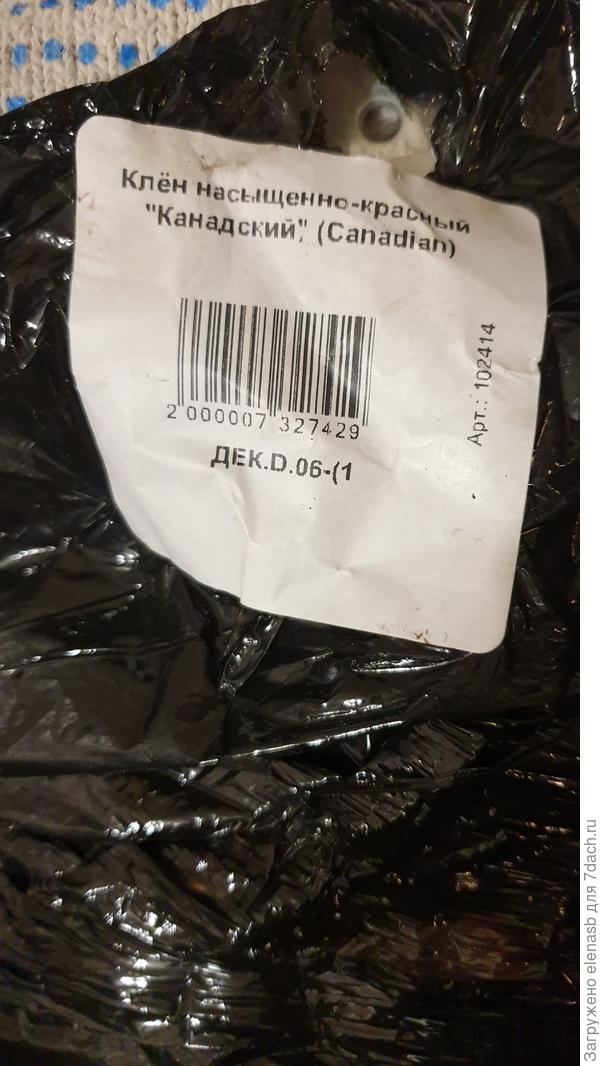 Клён насыщенно-красный
"Канадский", (Canadian)
2 000007 327429
ДЕК.D.06-(1
Арт.: 102414
Загружено elenasb для 7dach.ru